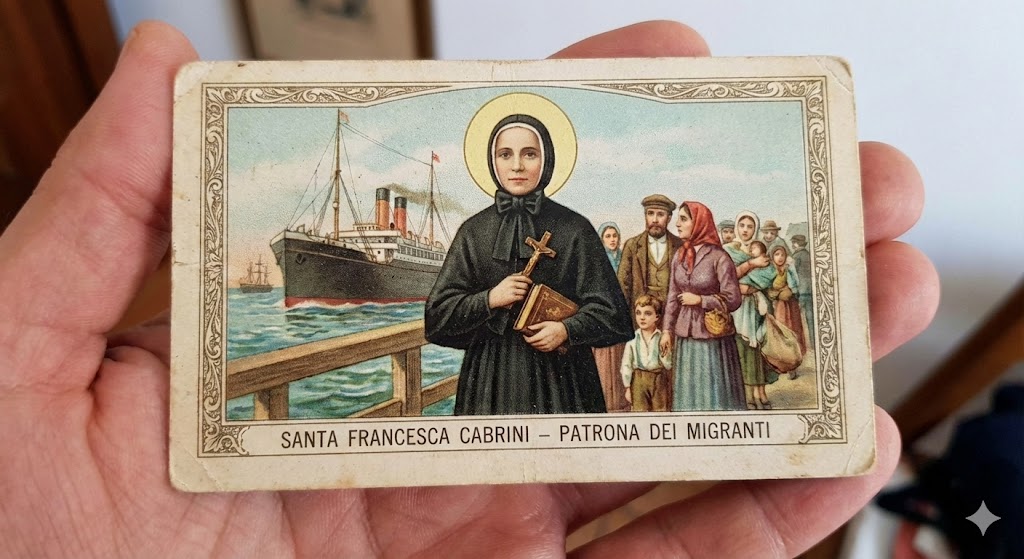 SANTA FRANCESCA CABRINI – PATRONA DEI MIGRANTI